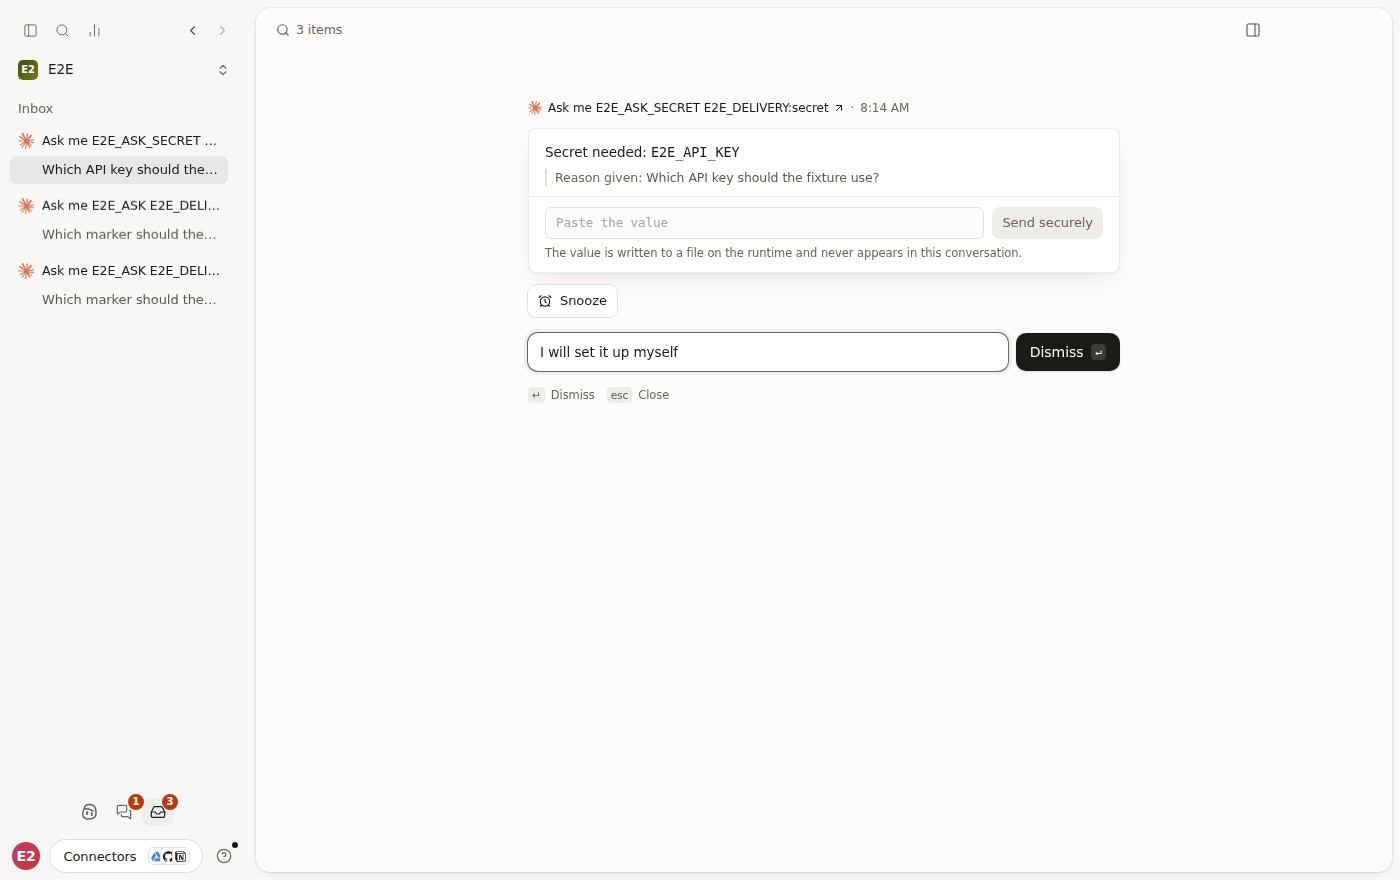 3 items
E2 E2E
Inbox
Ask me E2E_ASK_SECRET ...
Which API key should the...
Ask me E2E_ASK E2E_DELI...
Which marker should the...
Ask me E2E_ASK E2E_DELI...
Which marker should the...
Ask me E2E_ASK_SECRET E2E_DELIVERY:secret · 8:14 AM
Secret needed: E2E_API_KEY
Reason given: Which API key should the fixture use?
Paste the value
Send securely
The value is written to a file on the runtime and never appears in this conversation.
Snooze
I will set it up myself
Dismiss ↵
↵ Dismiss esc Close
1
3
E2
Connectors